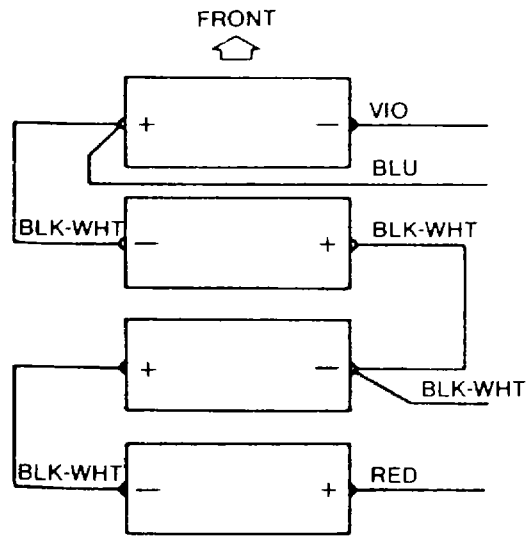 FRONT
+ − VIO
BLU
BLK-WHT − + BLK-WHT
+ − BLK-WHT
BLK-WHT − + RED